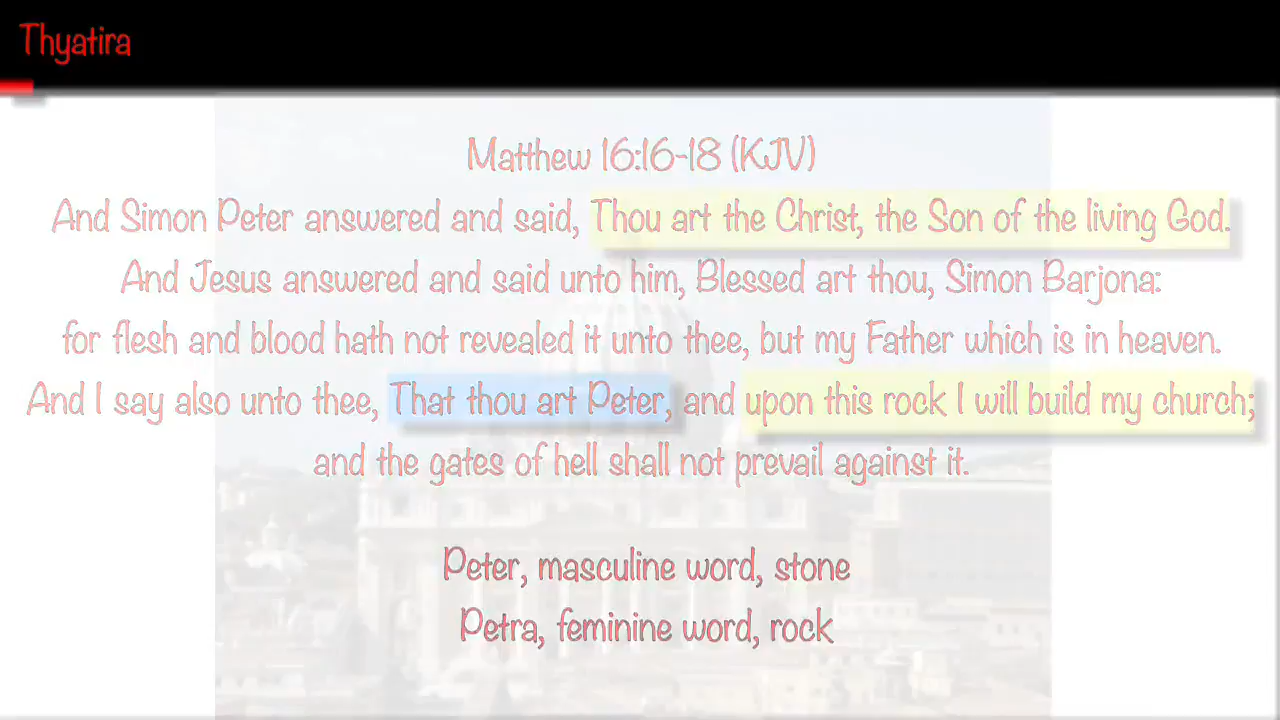 Thyatira
Matthew 16:16-18 (KJV)
And Simon Peter answered and said, Thou art the Christ, the Son of the living God.
And Jesus answered and said unto him, Blessed art thou, Simon Barjona:
for flesh and blood hath not revealed it unto thee, but my Father which is in heaven.
And I say also unto thee, That thou art Peter, and upon this rock I will build my church;
and the gates of hell shall not prevail against it.
Peter, masculine word, stone
Petra, feminine word, rock